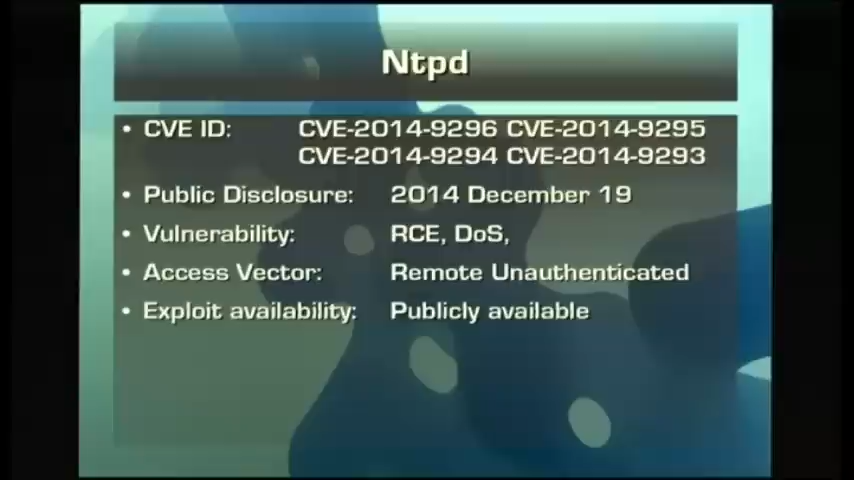 Ntpd
• CVE ID: CVE-2014-9296 CVE-2014-9295
CVE-2014-9294 CVE-2014-9293
• Public Disclosure: 2014 December 19
• Vulnerability: RCE, DoS,
• Access Vector: Remote Unauthenticated
• Exploit availability: Publicly available